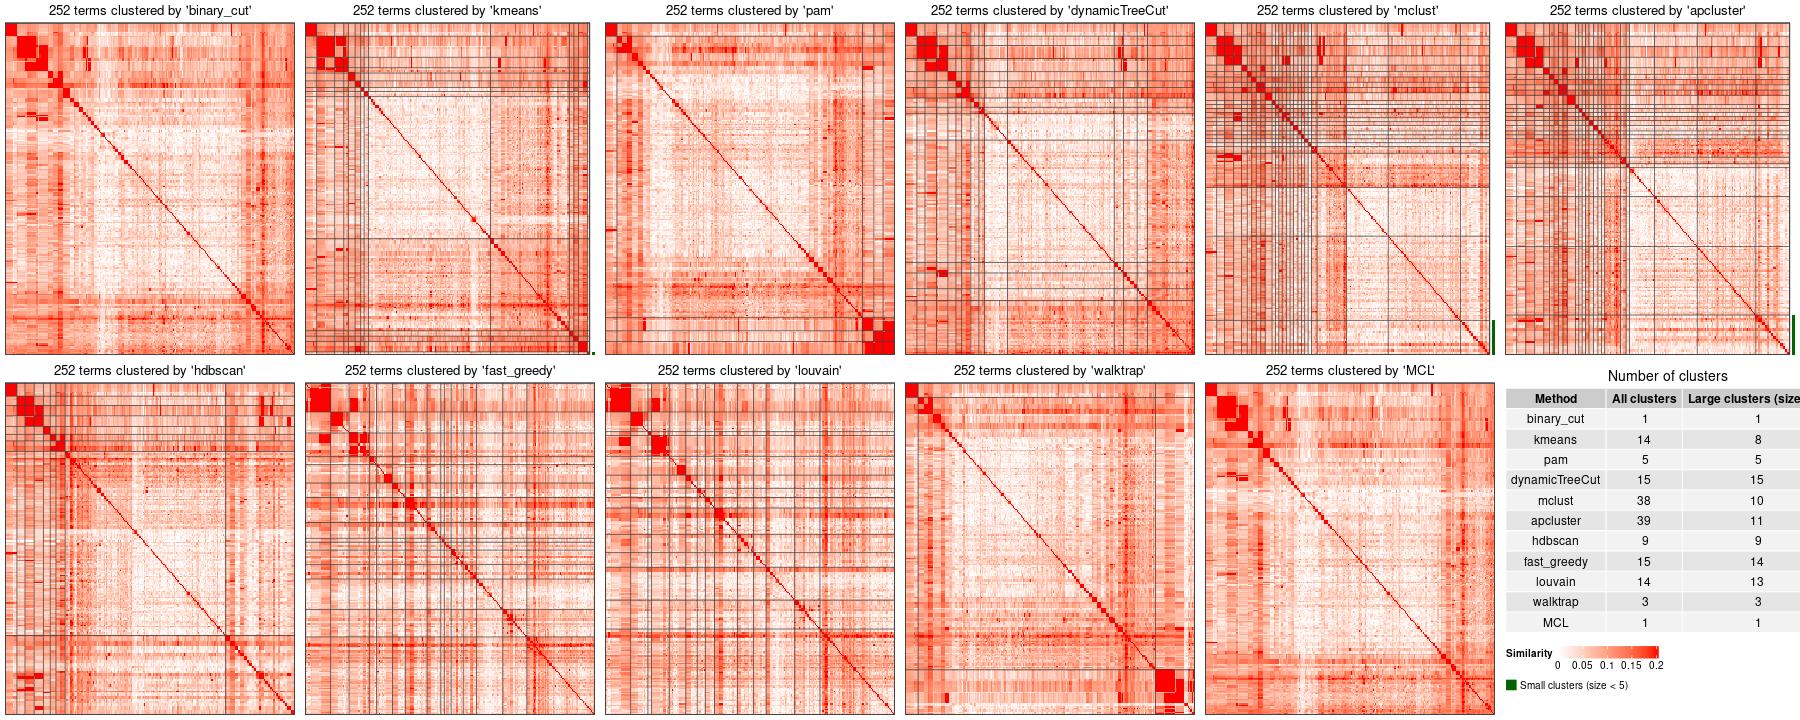 252 terms clustered by 'binary_cut'
252 terms clustered by 'kmeans'
252 terms clustered by 'pam'
252 terms clustered by 'dynamicTreeCut'
252 terms clustered by 'mclust'
252 terms clustered by 'apcluster'
252 terms clustered by 'hdbscan'
252 terms clustered by 'fast_greedy'
252 terms clustered by 'louvain'
252 terms clustered by 'walktrap'
252 terms clustered by 'MCL'
Number of clusters
Method All clusters Large clusters (size
binary_cut 1 1
kmeans 14 8
pam 5 5
dynamicTreeCut 15 15
mclust 38 10
apcluster 39 11
hdbscan 9 9
fast_greedy 15 14
louvain 14 13
walktrap 3 3
MCL 1 1
Similarity
0 0.05 0.1 0.15 0.2
Small clusters (size < 5)